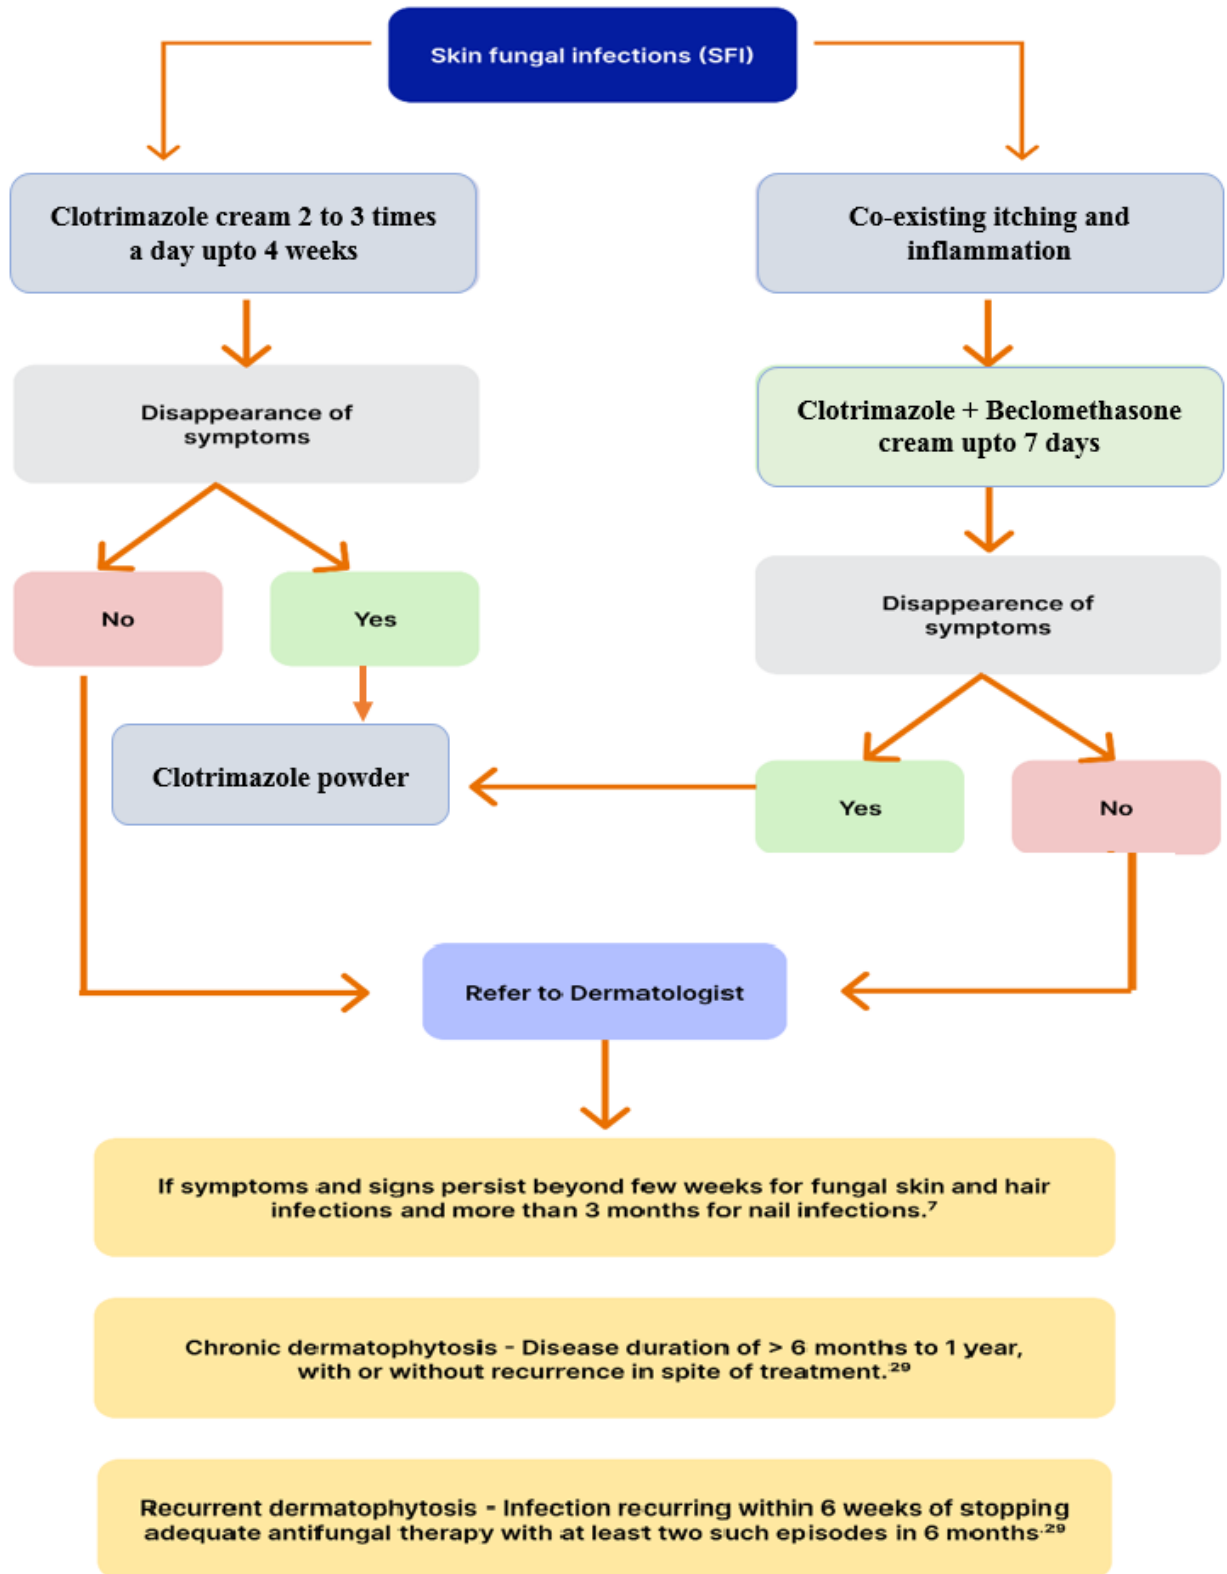 Skin fungal infections (SFI)
Clotrimazole cream 2 to 3 times
a day upto 4 weeks
Co-existing itching and
inflammation
Disappearance of
symptoms
Clotrimazole + Beclomethasone
cream upto 7 days
No
Yes
Disappearence of
symptoms
Clotrimazole powder
Yes
No
Refer to Dermatologist
If symptoms and signs persist beyond few weeks for fungal skin and hair
infections and more than 3 months for nail infections.⁷
Chronic dermatophytosis - Disease duration of > 6 months to 1 year,
with or without recurrence in spite of treatment.²⁹
Recurrent dermatophytosis - Infection recurring within 6 weeks of stopping
adequate antifungal therapy with at least two such episodes in 6 months.²⁹